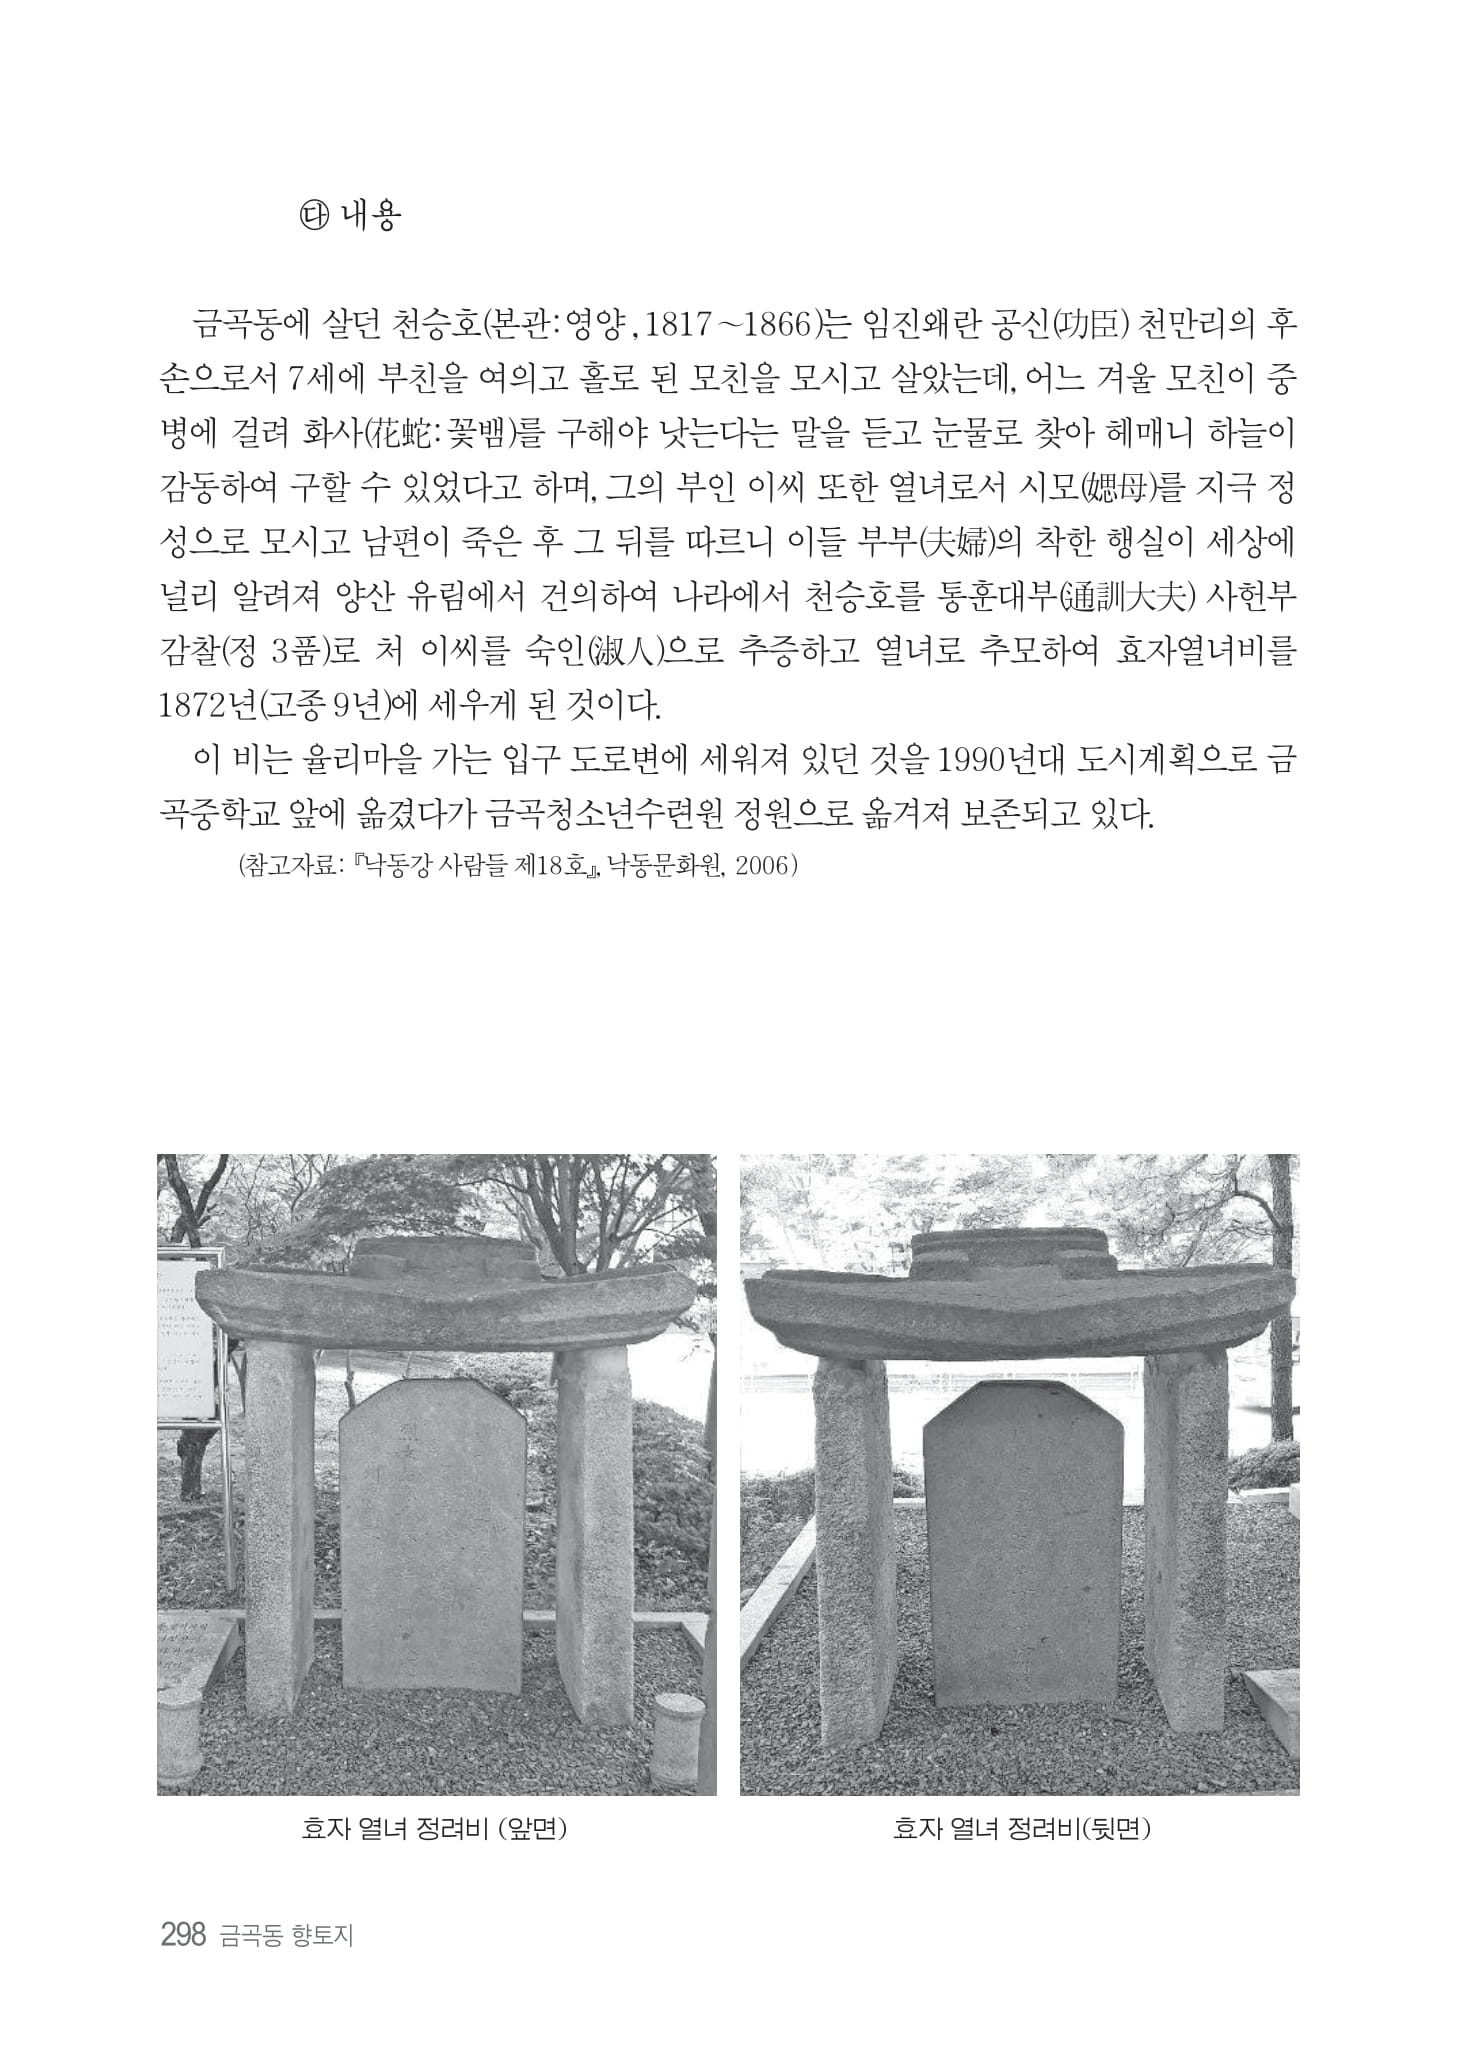 ㉰ 내용
금곡동에 살던 천승호(본관:영양, 1817~1866)는 임진왜란 공신(功臣) 천만리의 후
손으로서 7세에 부친을 여의고 홀로 된 모친을 모시고 살았는데, 어느 겨울 모친이 중
병에 걸려 화사(花蛇:꽃뱀)를 구해야 낫는다는 말을 듣고 눈물로 찾아 헤매니 하늘이
감동하여 구할 수 있었다고 하며, 그의 부인 이씨 또한 열녀로서 시모(媤母)를 지극 정
성으로 모시고 남편이 죽은 후 그 뒤를 따르니 이들 부부(夫婦)의 착한 행실이 세상에
널리 알려져 양산 유림에서 건의하여 나라에서 천승호를 통훈대부(通訓大夫) 사헌부
감찰(정 3품)로 처 이씨를 숙인(淑人)으로 추증하고 열녀로 추모하여 효자열녀비를
1872년(고종 9년)에 세우게 된 것이다.
이 비는 율리마을 가는 입구 도로변에 세워져 있던 것을 1990년대 도시계획으로 금
곡중학교 앞에 옮겼다가 금곡청소년수련원 정원으로 옮겨져 보존되고 있다.
(참고자료: 『낙동강 사람들 제18호』, 낙동문화원, 2006)
효자 열녀 정려비 (앞면)
효자 열녀 정려비(뒷면)
298 금곡동 향토지